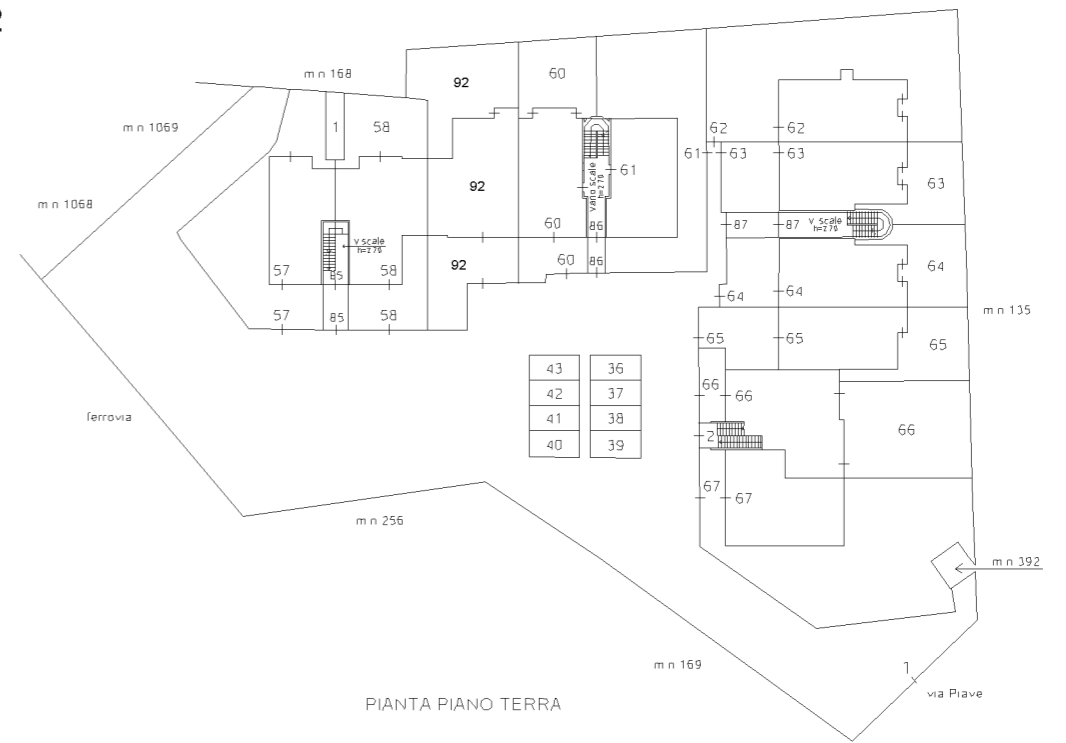 2
m n 168
92
60
m n 1069
1
58
62
62
61
63
63
61
63
92
vano scale
h=270
m n 1068
60
86
87
87
v scale
h=270
v scale
h=270
92
60
86
64
57
85
58
64
64
57
85
58
m n 135
65
65
65
43
36
66
66
42
37
41
38
66
2
40
39
ferrovia
67
67
m n 256
m n 392
m n 169
1
via Piave
PIANTA PIANO TERRA